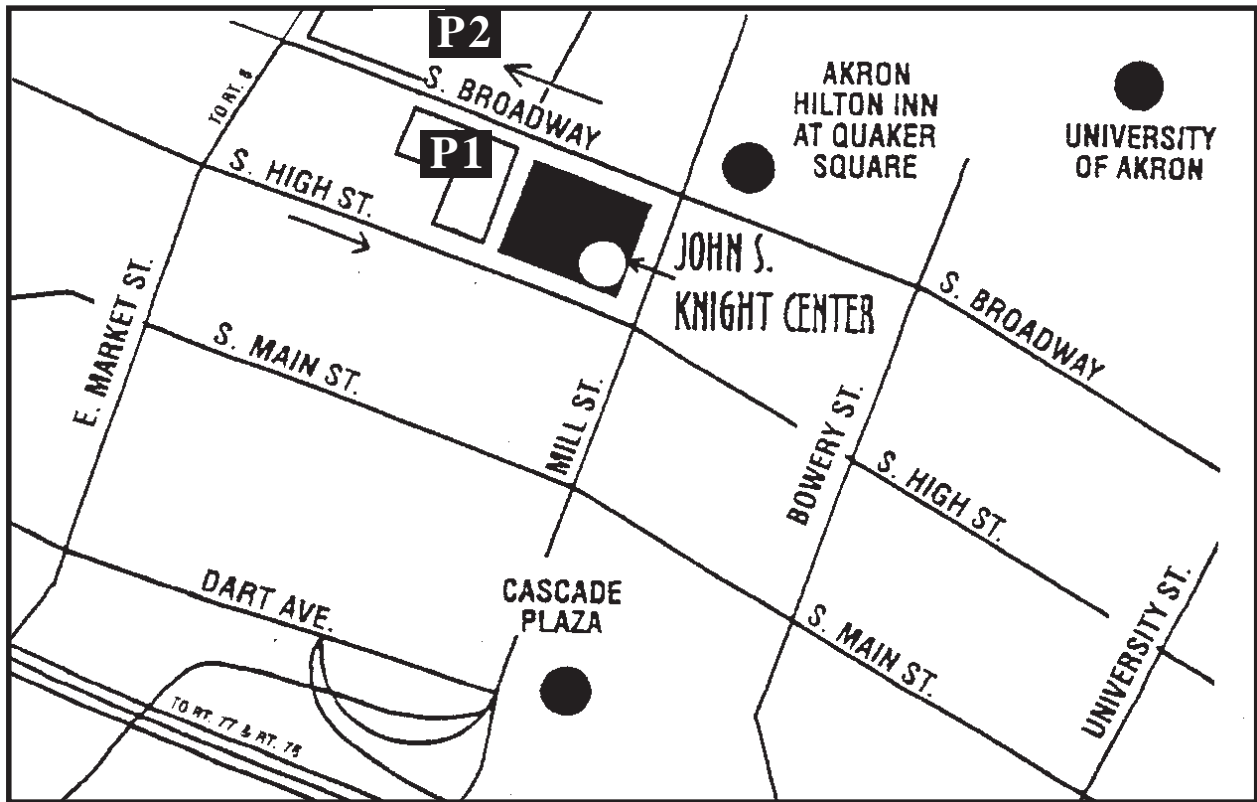 P2
S. BROADWAY
TO RT. 8
P1
S. HIGH ST.
AKRON
HILTON INN
AT QUAKER
SQUARE
UNIVERSITY
OF AKRON
JOHN S.
KNIGHT CENTER
S. BROADWAY
E. MARKET ST.
S. MAIN ST.
MILL ST.
BOWERY ST.
S. HIGH ST.
DART AVE.
CASCADE
PLAZA
S. MAIN ST.
UNIVERSITY ST.
TO RT. 77 & RT. 76